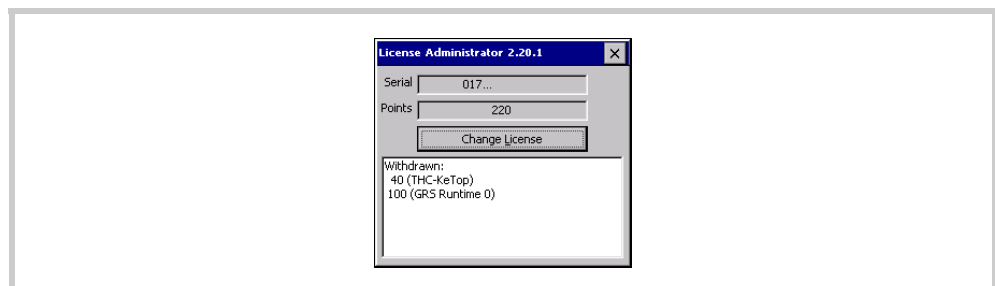 License Administrator 2.20.1
Serial 017...
Points 220
Change License
Withdrawn:
40 (THC-KeTop)
100 (GRS Runtime 0)